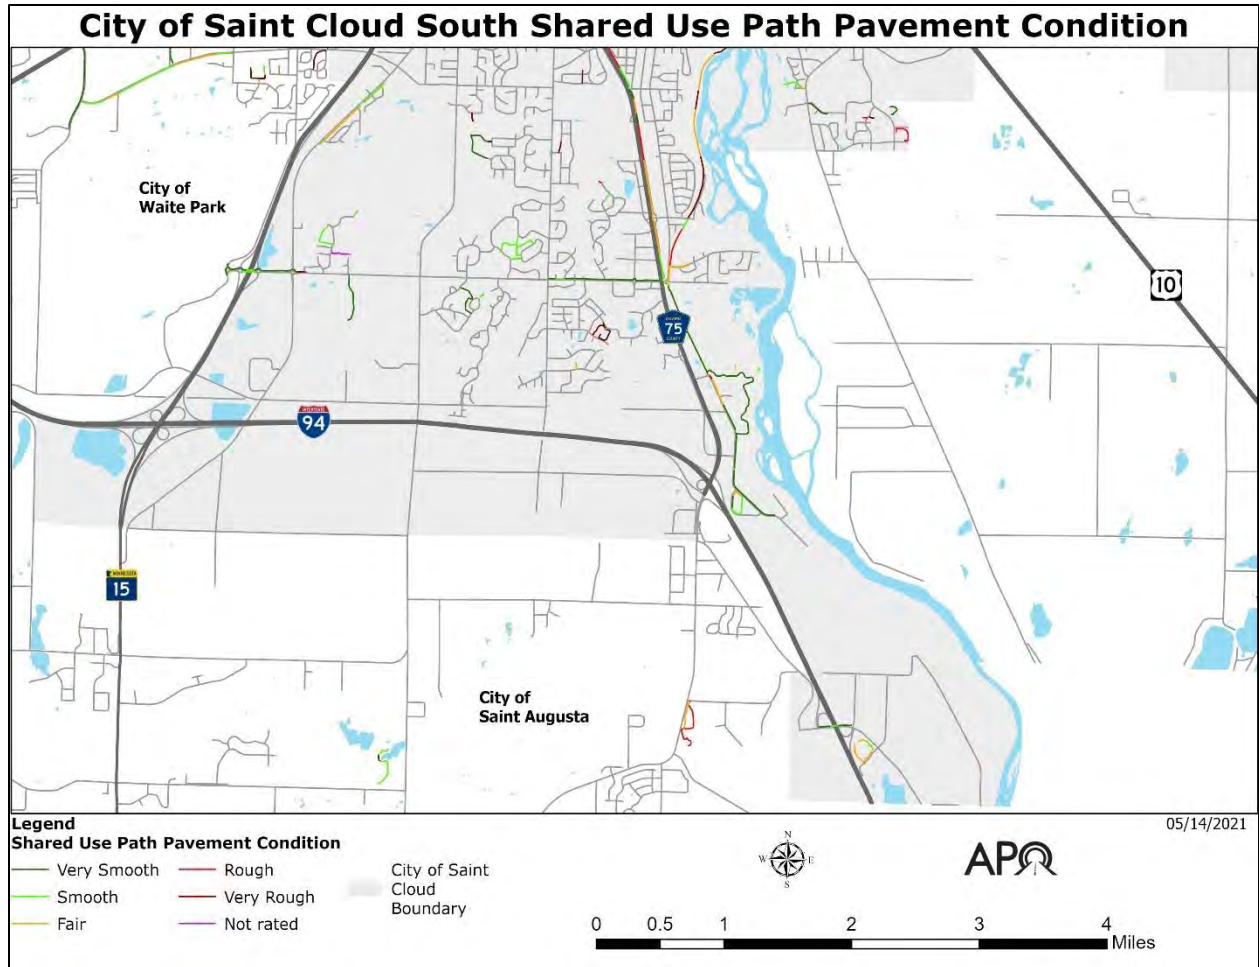 City of Saint Cloud South Shared Use Path Pavement Condition
City of
Waite Park
10
75
94
15
City of
Saint Augusta
Legend
Shared Use Path Pavement Condition
Very Smooth
Smooth
Fair
Rough
Very Rough
Not rated
City of Saint
Cloud
Boundary
N
W
E
S
APO
05/14/2021
0 0.5 1 2 3 4
Miles